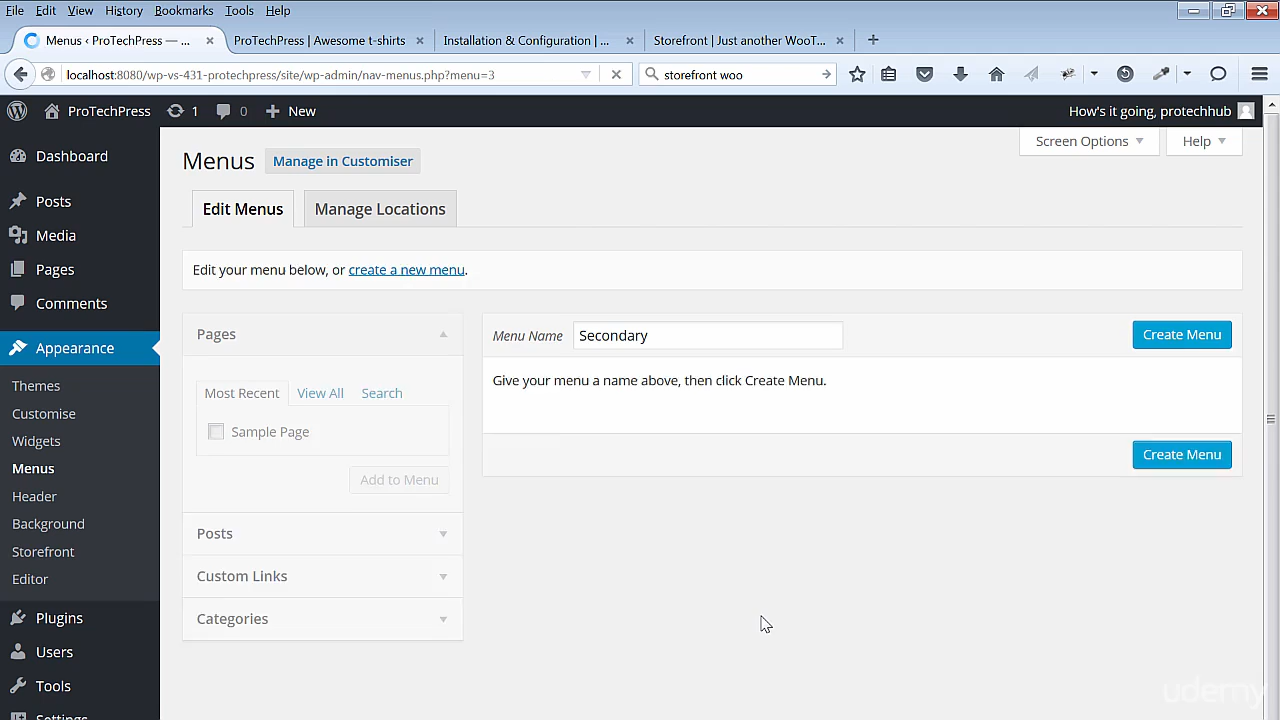 File Edit View History Bookmarks Tools Help
Menus ‹ ProTechPress — ... × ProTechPress | Awesome t-shirts × Installation & Configuration | ... × Storefront | Just another WooT... × +
localhost:8080/wp-vs-431-protechpress/site/wp-admin/nav-menus.php?menu=3 storefront woo
ProTechPress 1 0 New How's it going, protechhub
Screen Options Help
Dashboard
Posts
Media
Pages
Comments
Appearance
Themes
Customise
Widgets
Menus
Header
Background
Storefront
Editor
Plugins
Users
Tools
Settings
Menus Manage in Customiser
Edit Menus Manage Locations
Edit your menu below, or create a new menu.
Pages
Most Recent View All Search
Sample Page
Add to Menu
Posts
Custom Links
Categories
Menu Name Secondary Create Menu
Give your menu a name above, then click Create Menu.
Create Menu
udemy